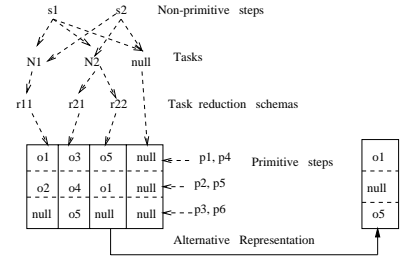 s1 s2 Non-primitive steps
N1 N2 null Tasks
r11 r21 r22 Task reduction schemas
o1 o3 o5 null p1, p4 Primitive steps o1
o2 o4 o1 null p2, p5 null
null o5 null null p3, p6 o5
Alternative Representation